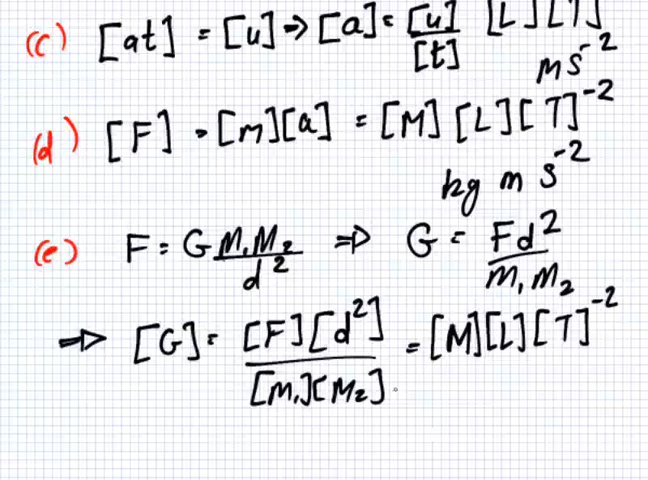 (c) [at] = [u] ⇒ [a] = [u]/[t] [L][T]
ms⁻²
(d) [F] = [m][a] = [M][L][T]⁻²
kg m s⁻²
(e) F = G M₁M₂/d² ⇒ G = Fd²/m₁M₂
⇒ [G] = [F][d²]/[m₁][M₂] = [M][L][T]⁻²